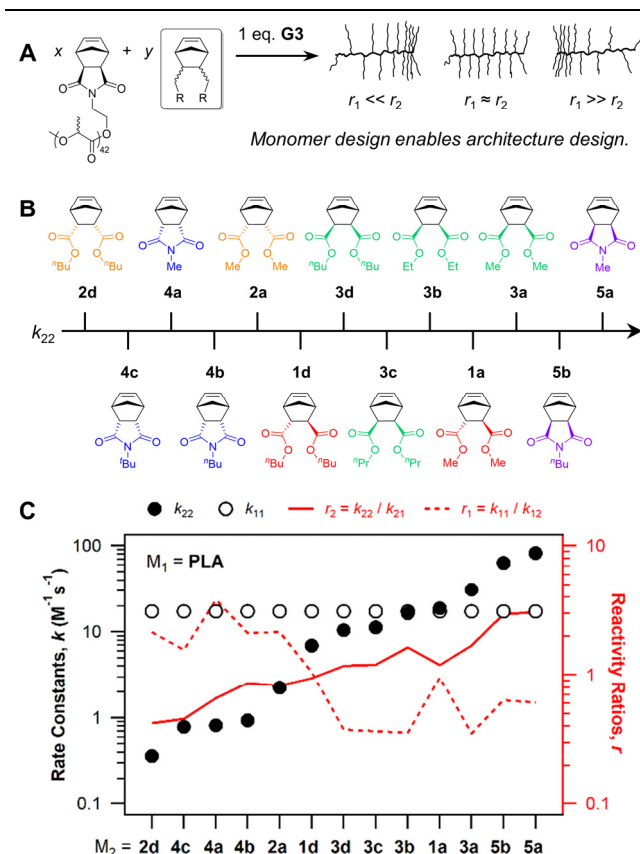 A
x + y
1 eq. G3
O N O
R R
O
Me O 42
O
r₁ << r₂ r₁ ≈ r₂ r₁ >> r₂
Monomer design enables architecture design.
B
O O O N O O O O O O O O O O O O N O
O O Me O O O O O O O O Me
ⁿBu ⁿBu Me Me ⁿBu ⁿBu Et Et Me Me
2d 4a 2a 3d 3b 3a 5a
k₂₂
4c 4b 1d 3c 1a 5b
O N O O N O O O O O O O O N O
ᵗBu ⁿBu O O O O O O ⁿBu
ⁿBu ⁿBu ⁿPr ⁿPr Me Me
C
k₂₂ k₁₁ r₂ = k₂₂ / k₂₁ r₁ = k₁₁ / k₁₂
M₁ = PLA
Rate Constants, k (M⁻¹ s⁻¹)
100
10
1
0.1
Reactivity Ratios, r
10
1
0.1
M₂ = 2d 4c 4a 4b 2a 1d 3d 3c 3b 1a 3a 5b 5a